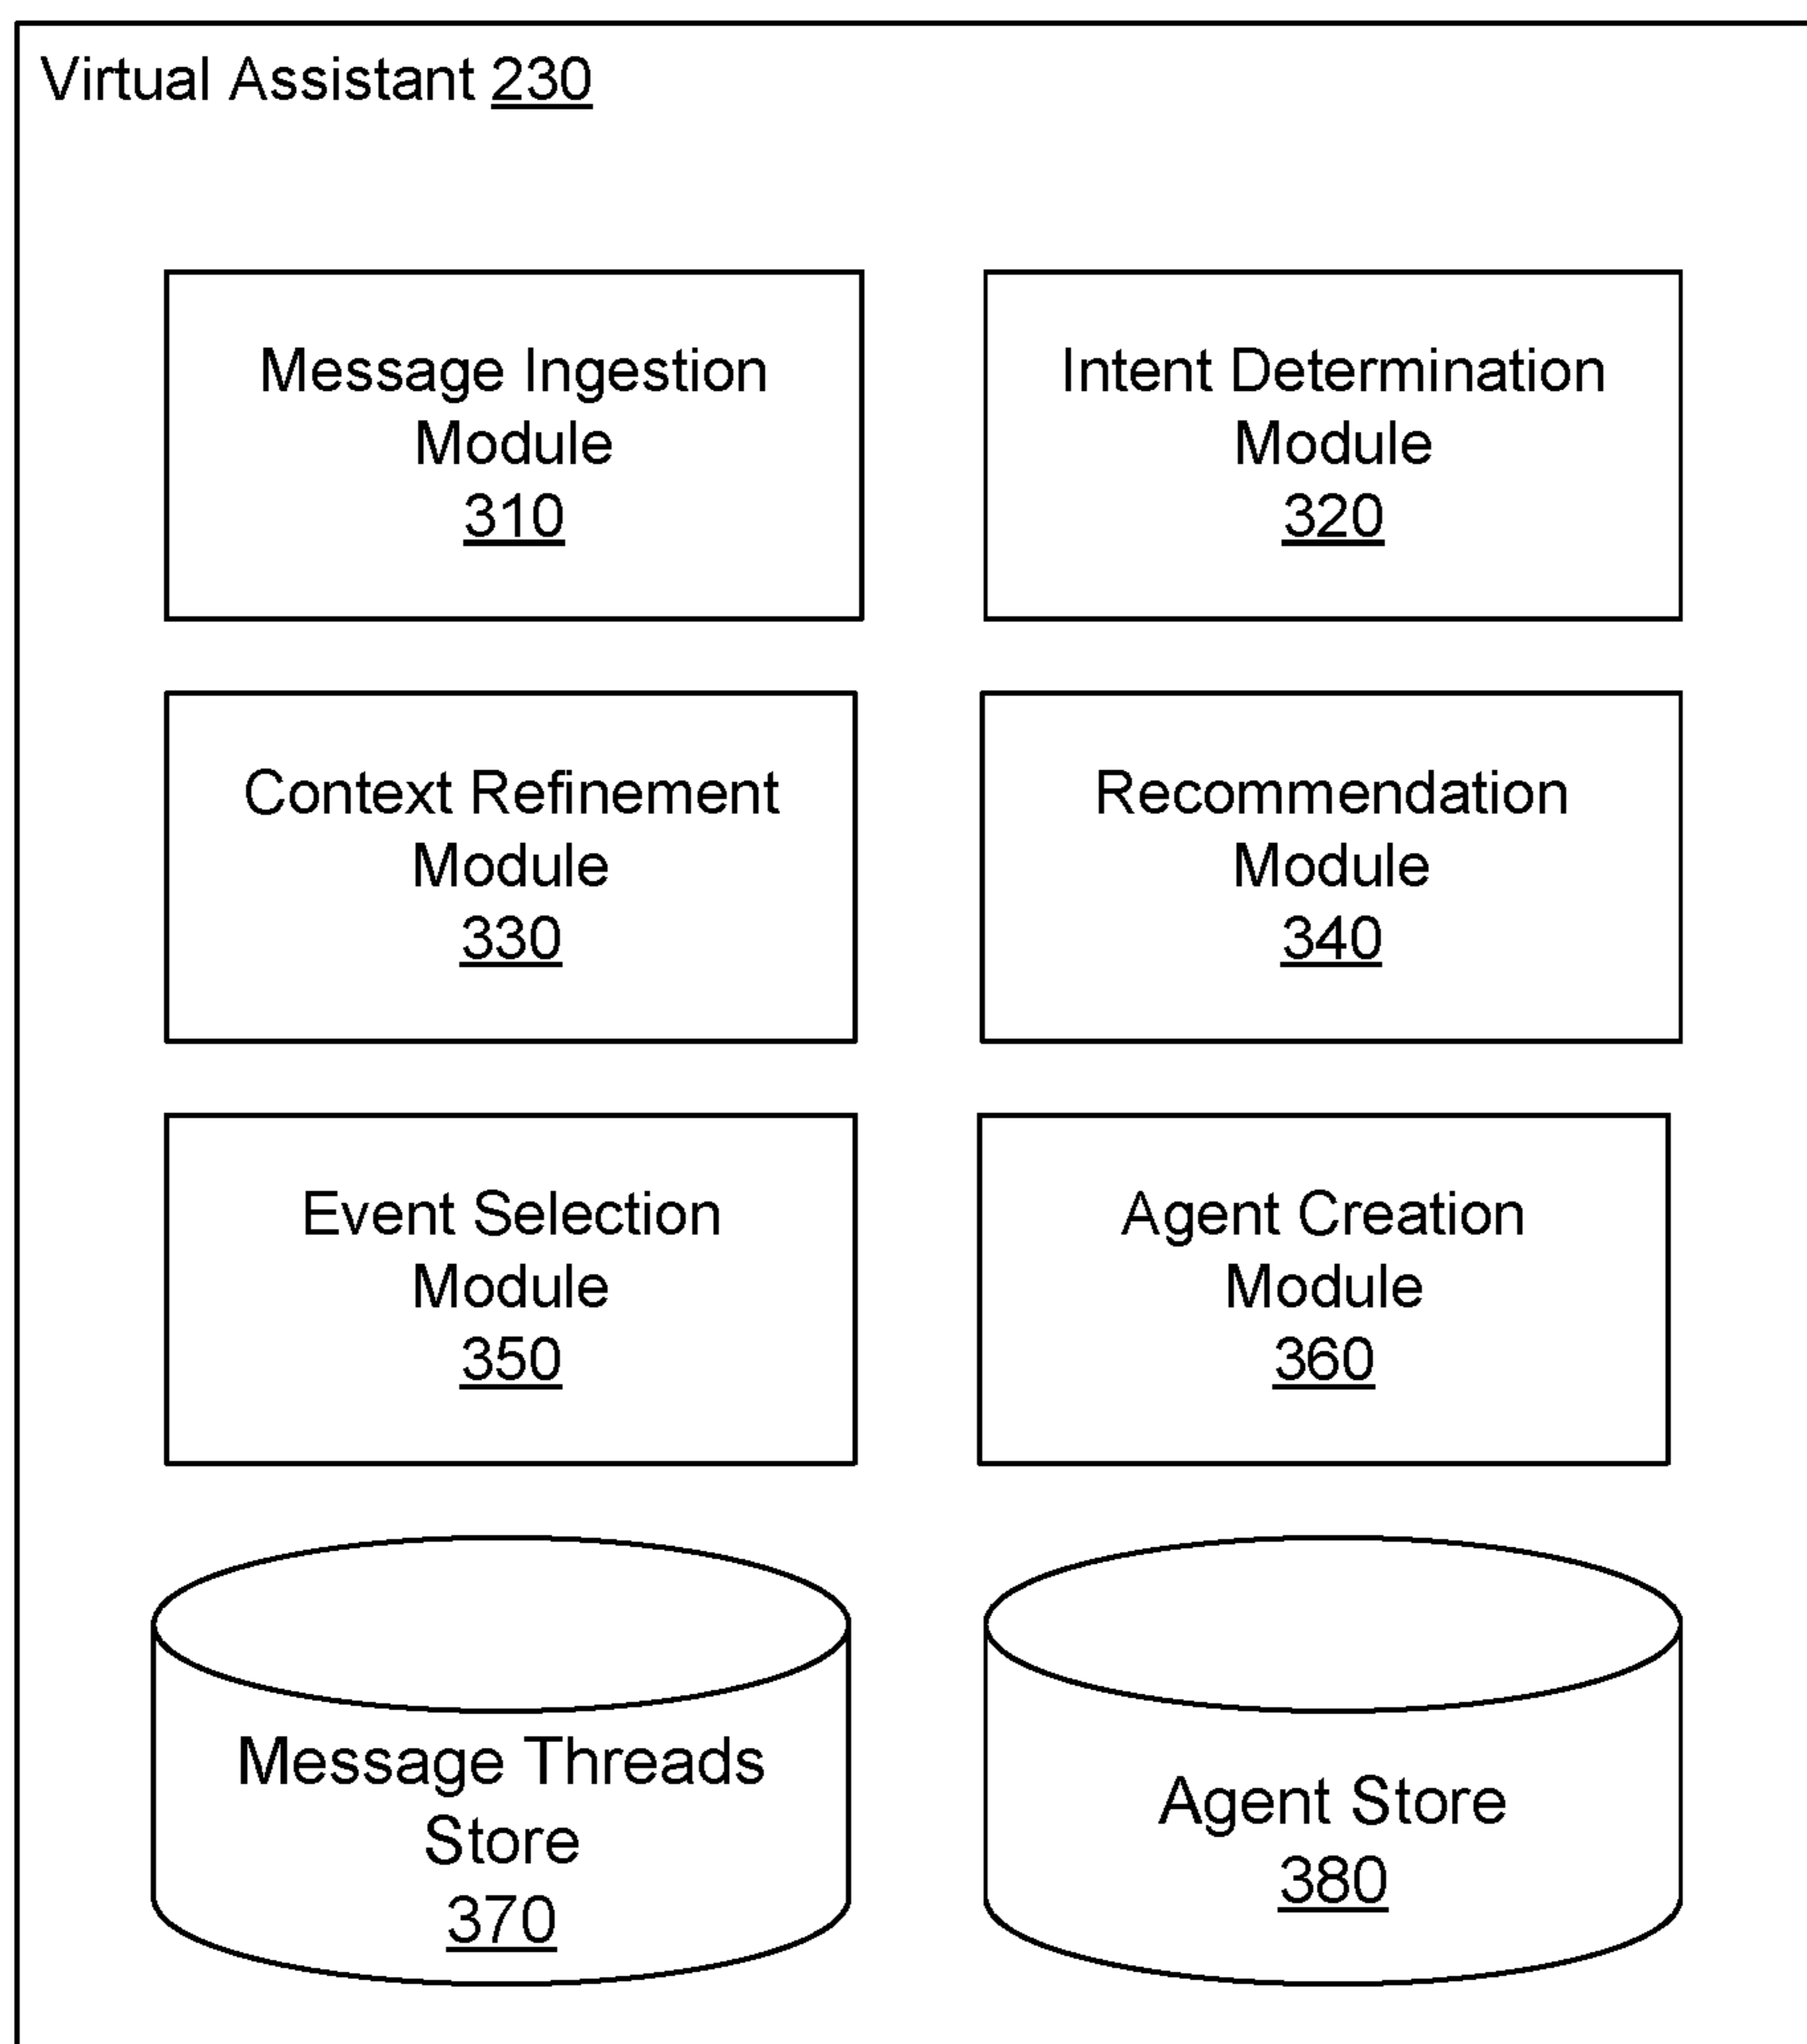 Virtual Assistant 230
Message Ingestion
Module
310
Intent Determination
Module
320
Context Refinement
Module
330
Recommendation
Module
340
Event Selection
Module
350
Agent Creation
Module
360
Message Threads
Store
370
Agent Store
380